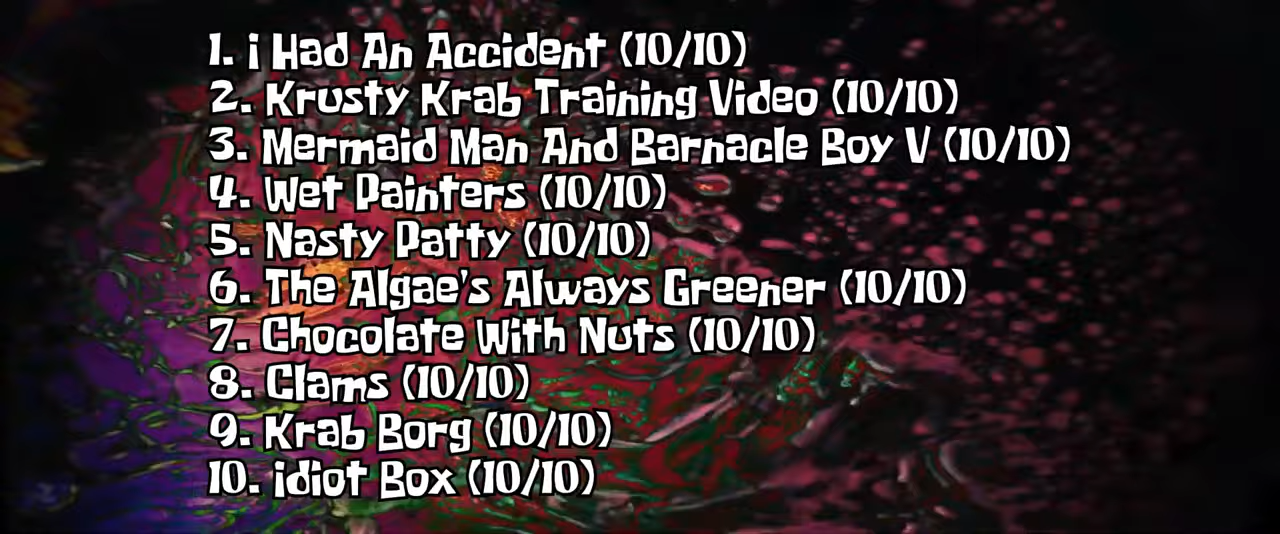 1. i Had An Accident (10/10)
2. Krusty Krab Training Video (10/10)
3. Mermaid Man And Barnacle Boy V (10/10)
4. Wet Painters (10/10)
5. Nasty Patty (10/10)
6. The Algae's Always Greener (10/10)
7. Chocolate With Nuts (10/10)
8. Clams (10/10)
9. Krab Borg (10/10)
10. idiot Box (10/10)